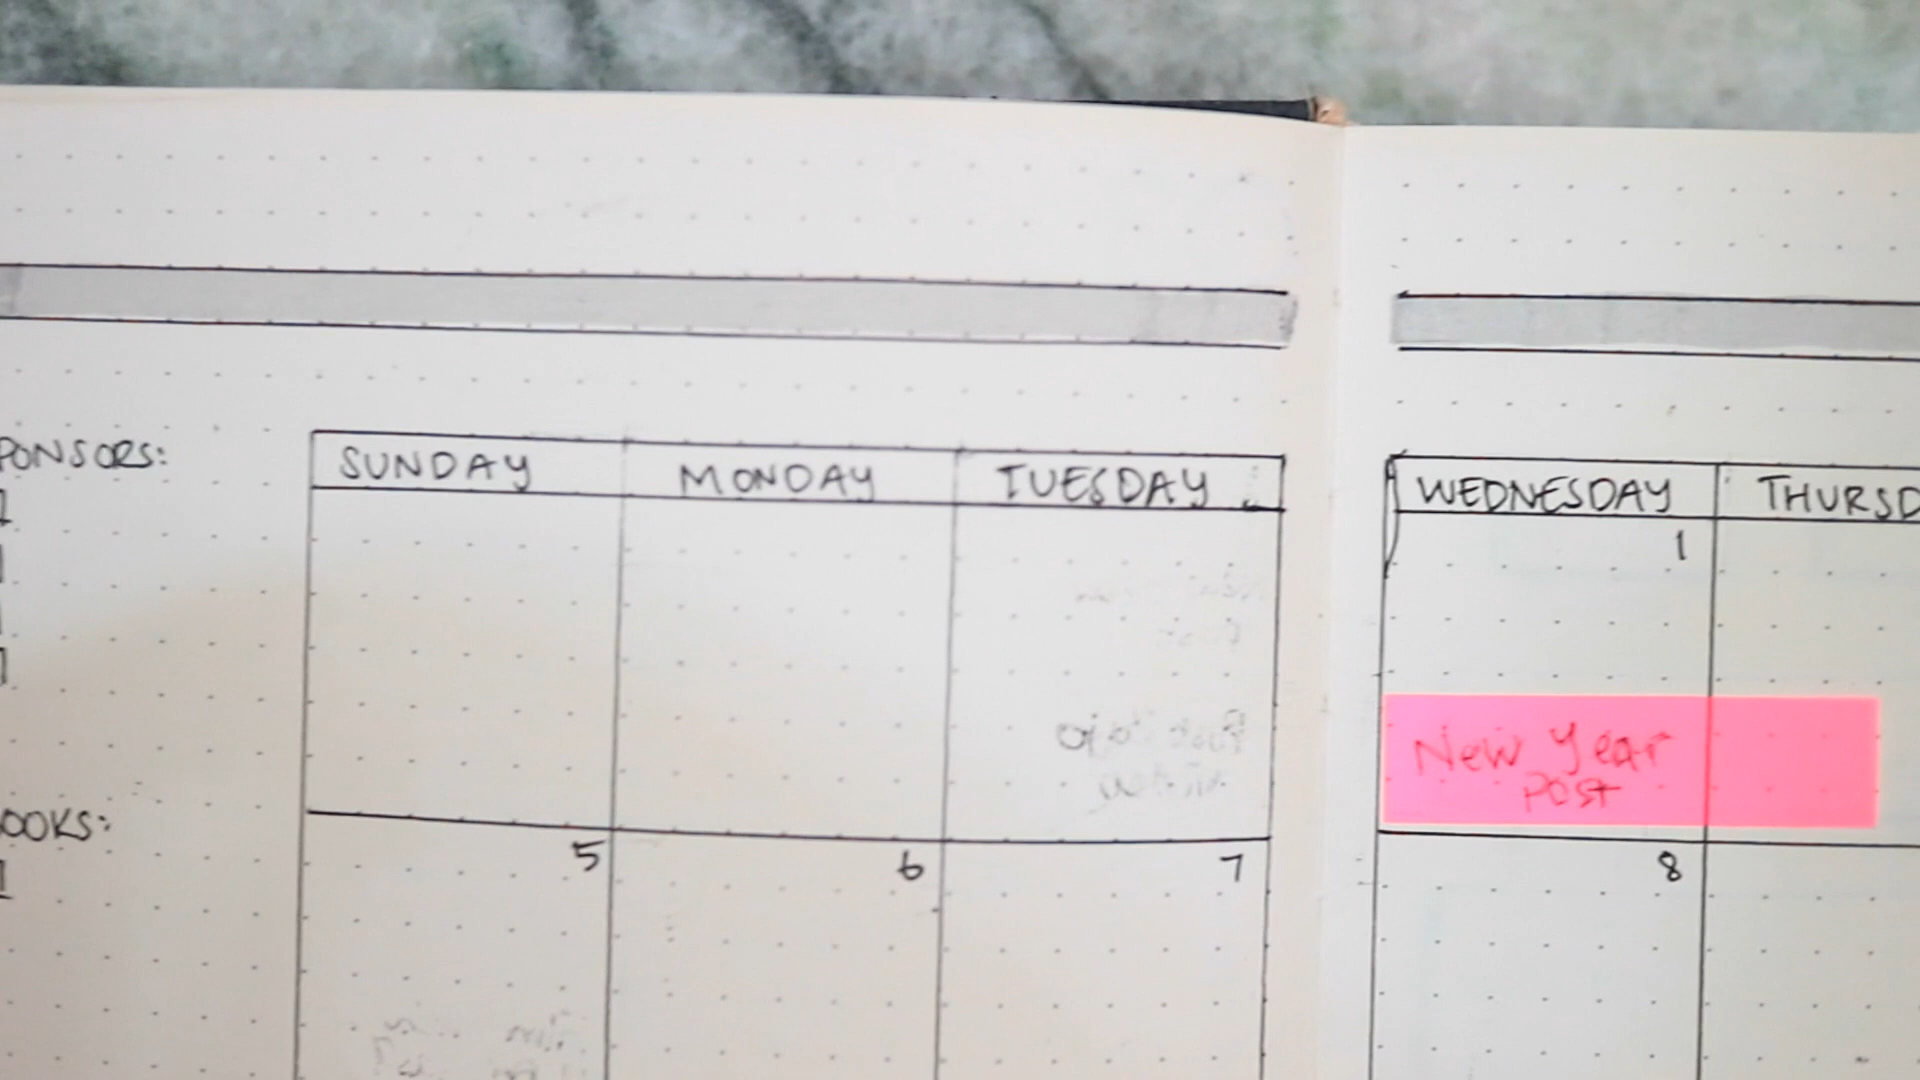 PONSORS:
SUNDAY MONDAY TUESDAY WEDNESDAY THURSD
1
New Year
Post
OOKS:
5 6 7 8